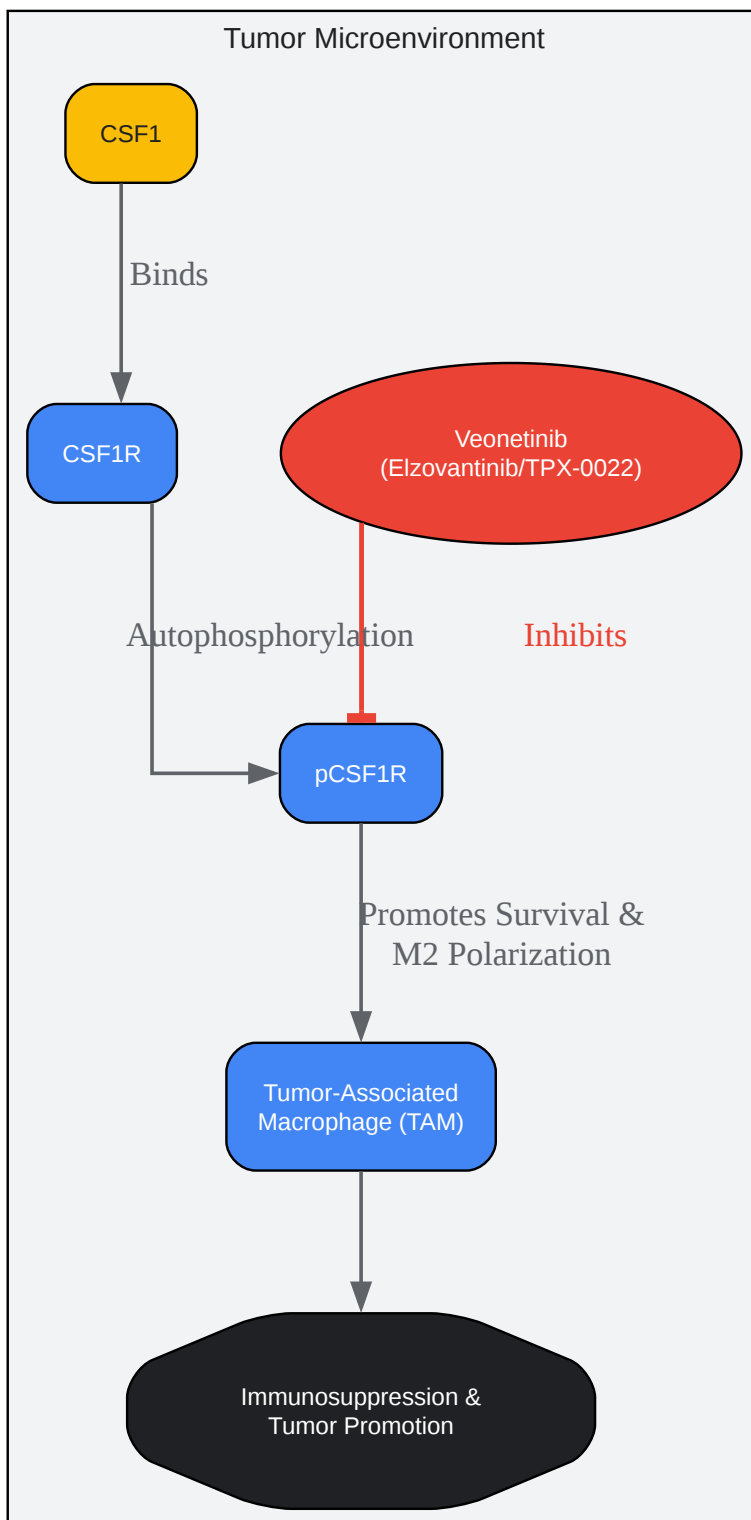 Tumor Microenvironment
CSF1
Binds
CSF1R
Veonetinib
(Elzovantinib/TPX-0022)
Autophosphorylation
Inhibits
pCSF1R
Promotes Survival &
M2 Polarization
Tumor-Associated
Macrophage (TAM)
Immunosuppression &
Tumor Promotion